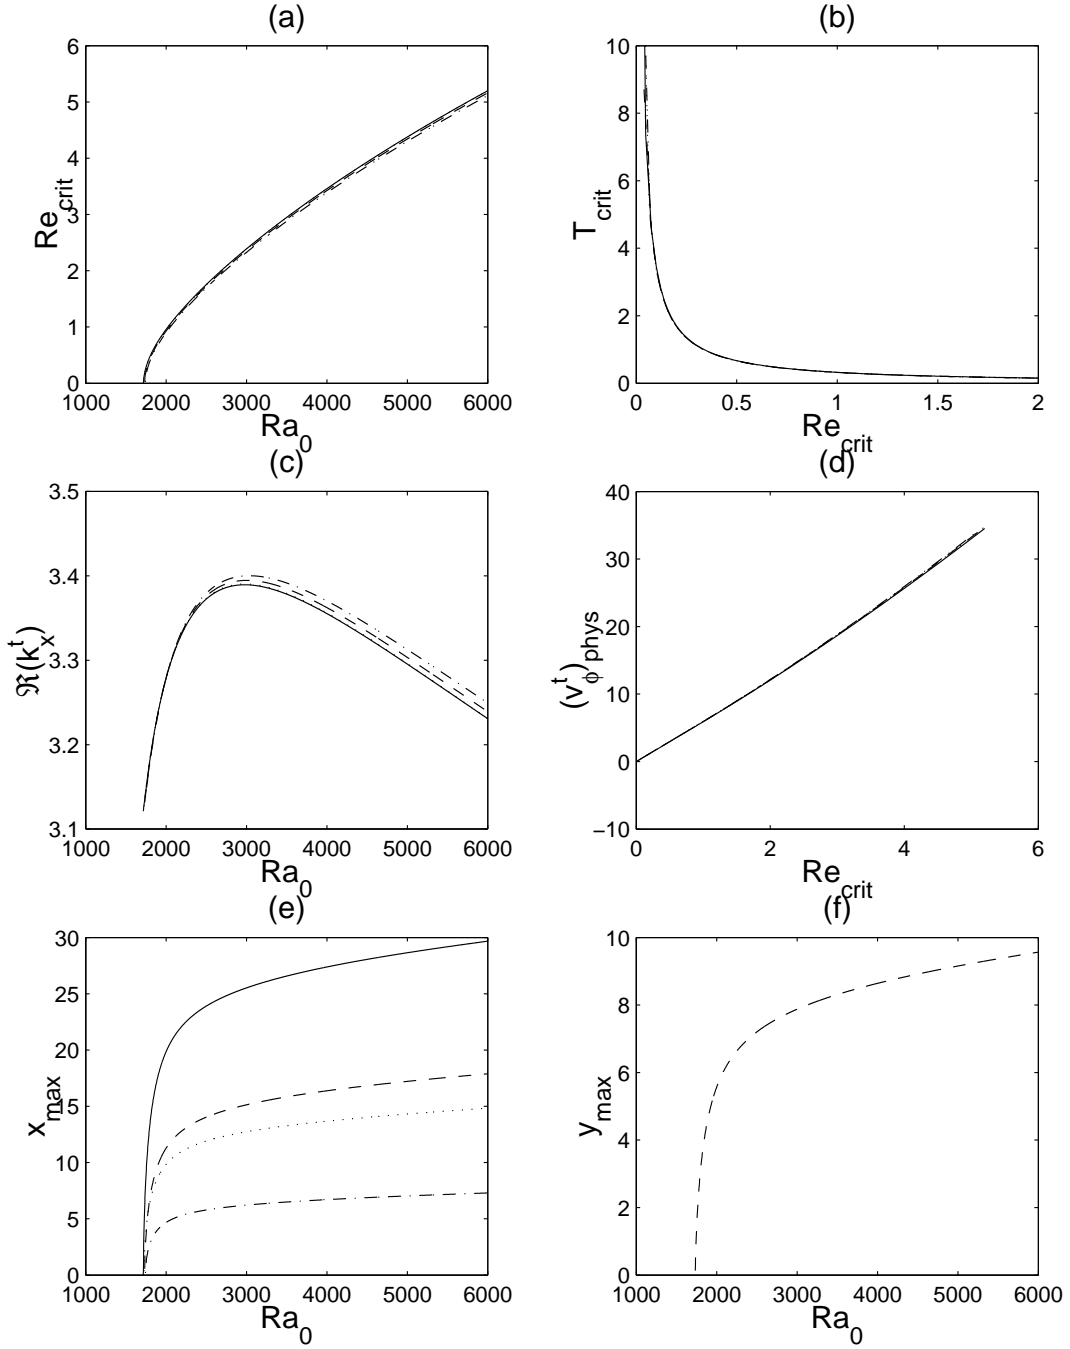 (a)
6
5
4
3
2
1
0
Re_crit
1000 2000 3000 4000 5000 6000
Ra_0
(b)
10
8
6
4
2
0
T_crit
0 0.5 1 1.5 2
Re_crit
(c)
3.5
3.4
3.3
3.2
3.1
ℜ(k_x^t)
1000 2000 3000 4000 5000 6000
Ra_0
(d)
40
30
20
10
0
−10
(v_ϕ^t)_phys
0 2 4 6
Re_crit
(e)
30
25
20
15
10
5
0
x_max
1000 2000 3000 4000 5000 6000
Ra_0
(f)
10
8
6
4
2
0
y_max
1000 2000 3000 4000 5000 6000
Ra_0